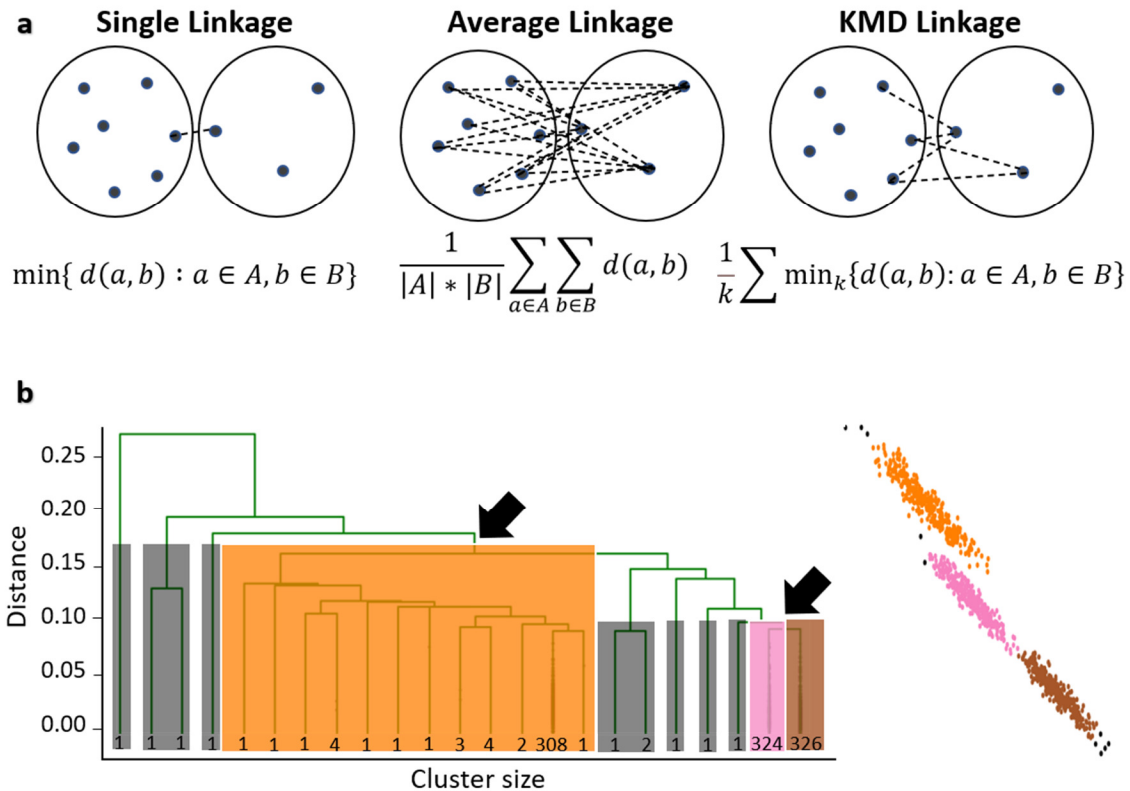 a
Single Linkage Average Linkage KMD Linkage
min{ d(a, b) : a ∈ A, b ∈ B} 1/(|A| * |B|) ∑_{a∈A} ∑_{b∈B} d(a, b) 1/k ∑ min_k{d(a, b): a ∈ A, b ∈ B}
b
Distance
0.25
0.20
0.15
0.10
0.05
0.00
1 1 1 1 1 1 1 4 1 1 1 3 4 2 308 1 1 2 1 1 1 324 326
Cluster size